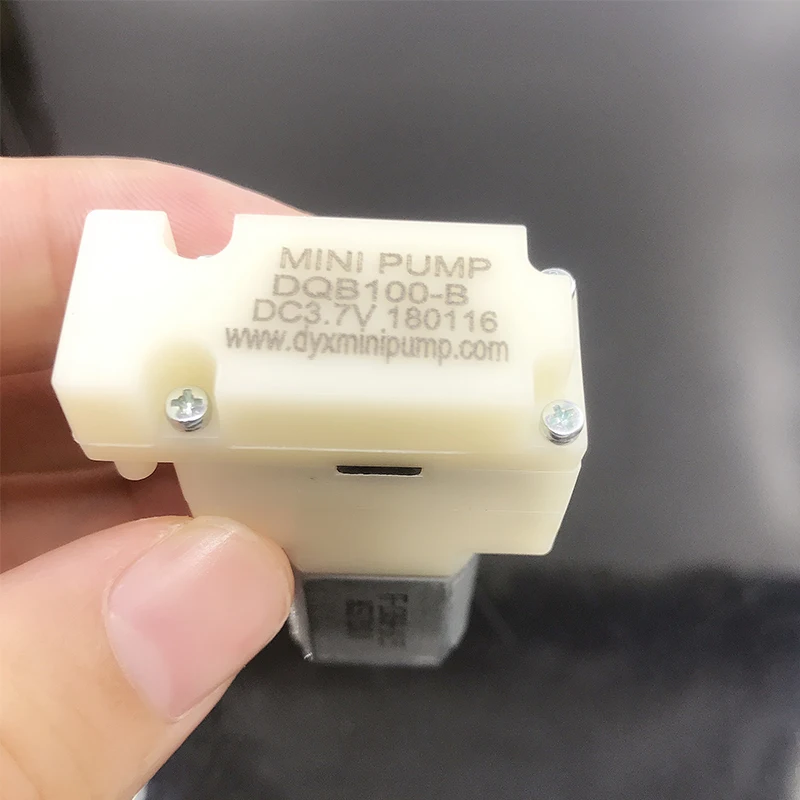 MINI PUMP
DQB100-B
DC3.7V 180116
www.dyxminipump.com